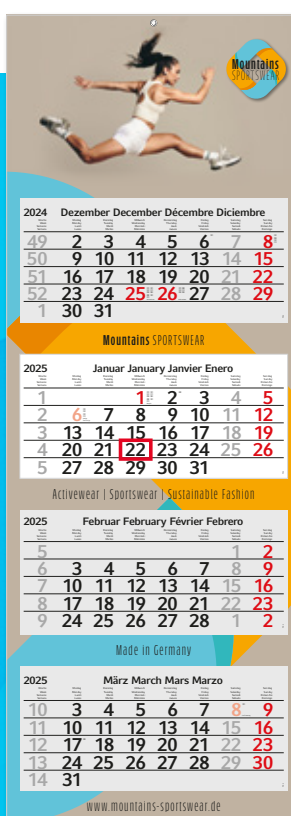 Mountains
SPORTSWEAR
2024 Dezember December Décembre Diciembre
49 2 3 4 5 6 7 8
50 9 10 11 12 13 14 15
51 16 17 18 19 20 21 22
52 23 24 25 26 27 28 29
1 30 31
Mountains SPORTSWEAR
2025 Januar January Janvier Enero
1 1 2 3 4 5
2 6 7 8 9 10 11 12
3 13 14 15 16 17 18 19
4 20 21 22 23 24 25 26
5 27 28 29 30 31
Activewear | Sportswear | Sustainable Fashion
2025 Februar February Février Febrero
5 1 2
6 3 4 5 6 7 8 9
7 10 11 12 13 14 15 16
8 17 18 19 20 21 22 23
9 24 25 26 27 28 1 2
Made in Germany
2025 März March Mars Marzo
10 3 4 5 6 7 8 9
11 10 11 12 13 14 15 16
12 17 18 19 20 21 22 23
13 24 25 26 27 28 29 30
14 31
www.mountains-sportswear.de